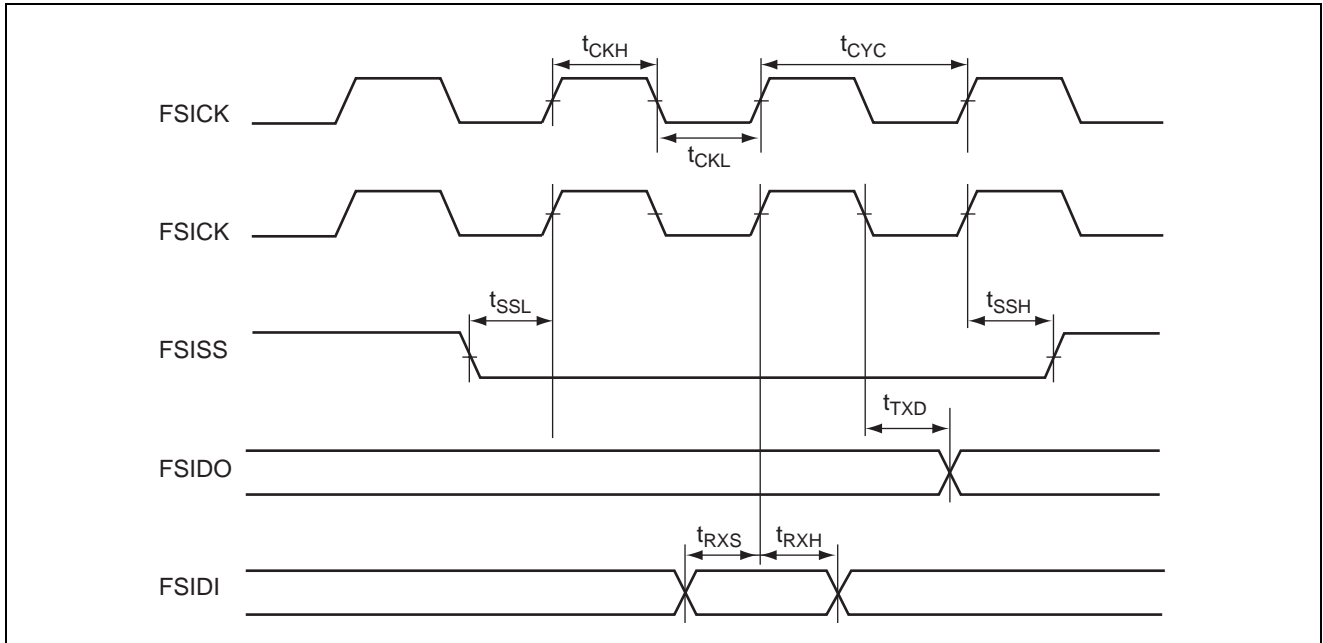 tCKH
tCYC
FSICK
tCKL
FSICK
tSSL
tSSH
FSISS
tTXD
FSIDO
tRXS
tRXH
FSIDI